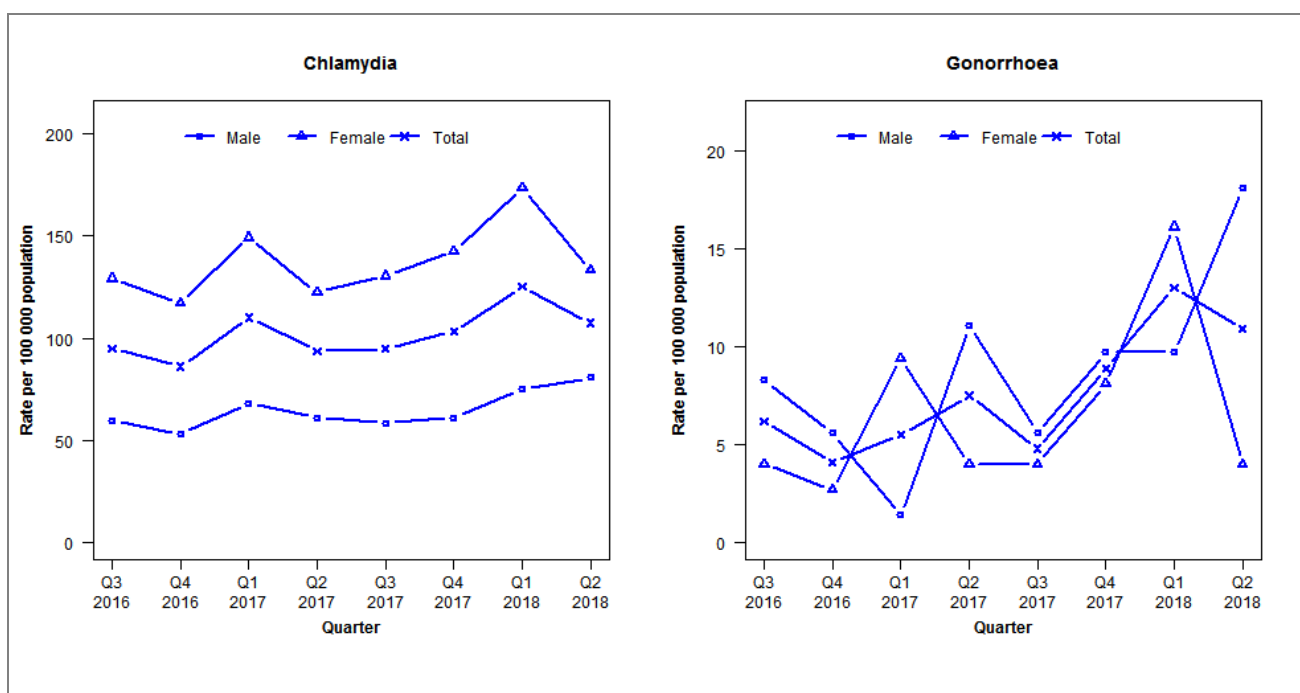 Chlamydia
Male Female Total
200
150
100
50
0
Rate per 100 000 population
Q3 Q4 Q1 Q2 Q3 Q4 Q1 Q2
2016 2016 2017 2017 2017 2017 2018 2018
Quarter
Gonorrhoea
Male Female Total
20
15
10
5
0
Rate per 100 000 population
Q3 Q4 Q1 Q2 Q3 Q4 Q1 Q2
2016 2016 2017 2017 2017 2017 2018 2018
Quarter